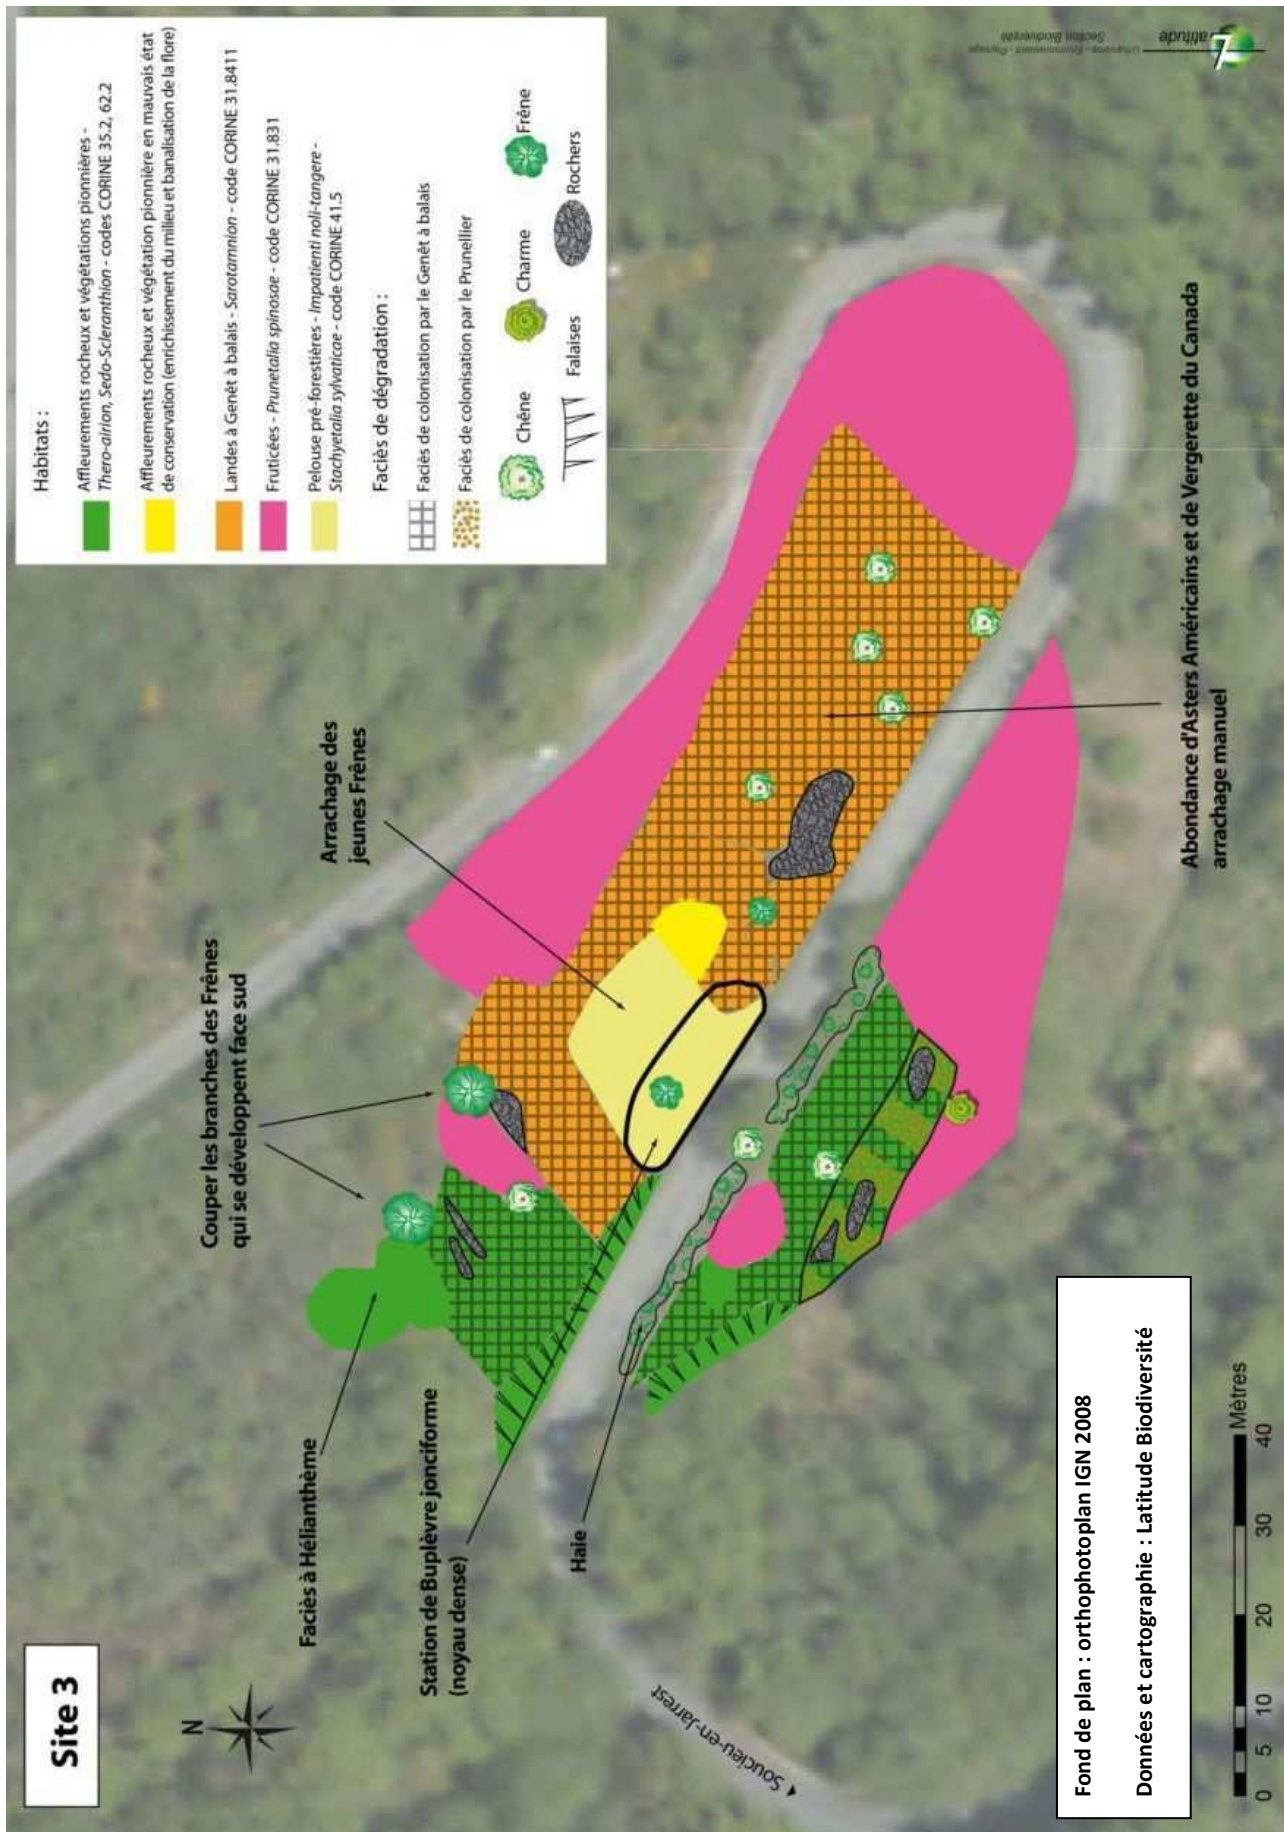 Site 3
N
Habitats :
Affleurements rocheux et végétations pionnières -
Thero-airion, Sedo-Scleranthion - codes CORINE 35.2, 62.2
Affleurements rocheux et végétation pionnière en mauvais état
de conservation (enrichissement du milieu et banalisation de la flore)
Landes à Genêt à balais - Sarotamnion - code CORINE 31.8411
Fruticées - Prunetalia spinosae - code CORINE 31.831
Pelouse pré-forestières - Impatienti noli-tangere -
Stachyetalia sylvaticae - code CORINE 41.5
Faciès de dégradation :
Faciès de colonisation par le Genêt à balais
Faciès de colonisation par le Prunellier
Chêne
Charme
Frêne
Falaises
Rochers
Couper les branches des Frênes
qui se développent face sud
Arrachage des
jeunes Frênes
Faciès à Hélianthème
Station de Buplèvre jonciforme
(noyau dense)
Haie
Abondance d'Asters Américains et de Vergerette du Canada
arrachage manuel
Soucieu-en-Jarrest
Fond de plan : orthophotoplan IGN 2008
Données et cartographie : Latitude Biodiversité
0 5 10 20 30 40
Mètres
atitude
7
Urbanisme - Environnement - Paysage
Section Biodiversité